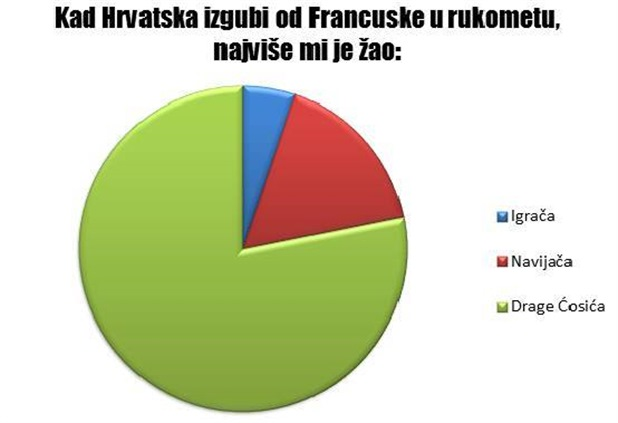 Kad Hrvatska izgubi od Francuske u rukometu,
najviše mi je žao:
Igrača
Navijača
Drage Ćosića